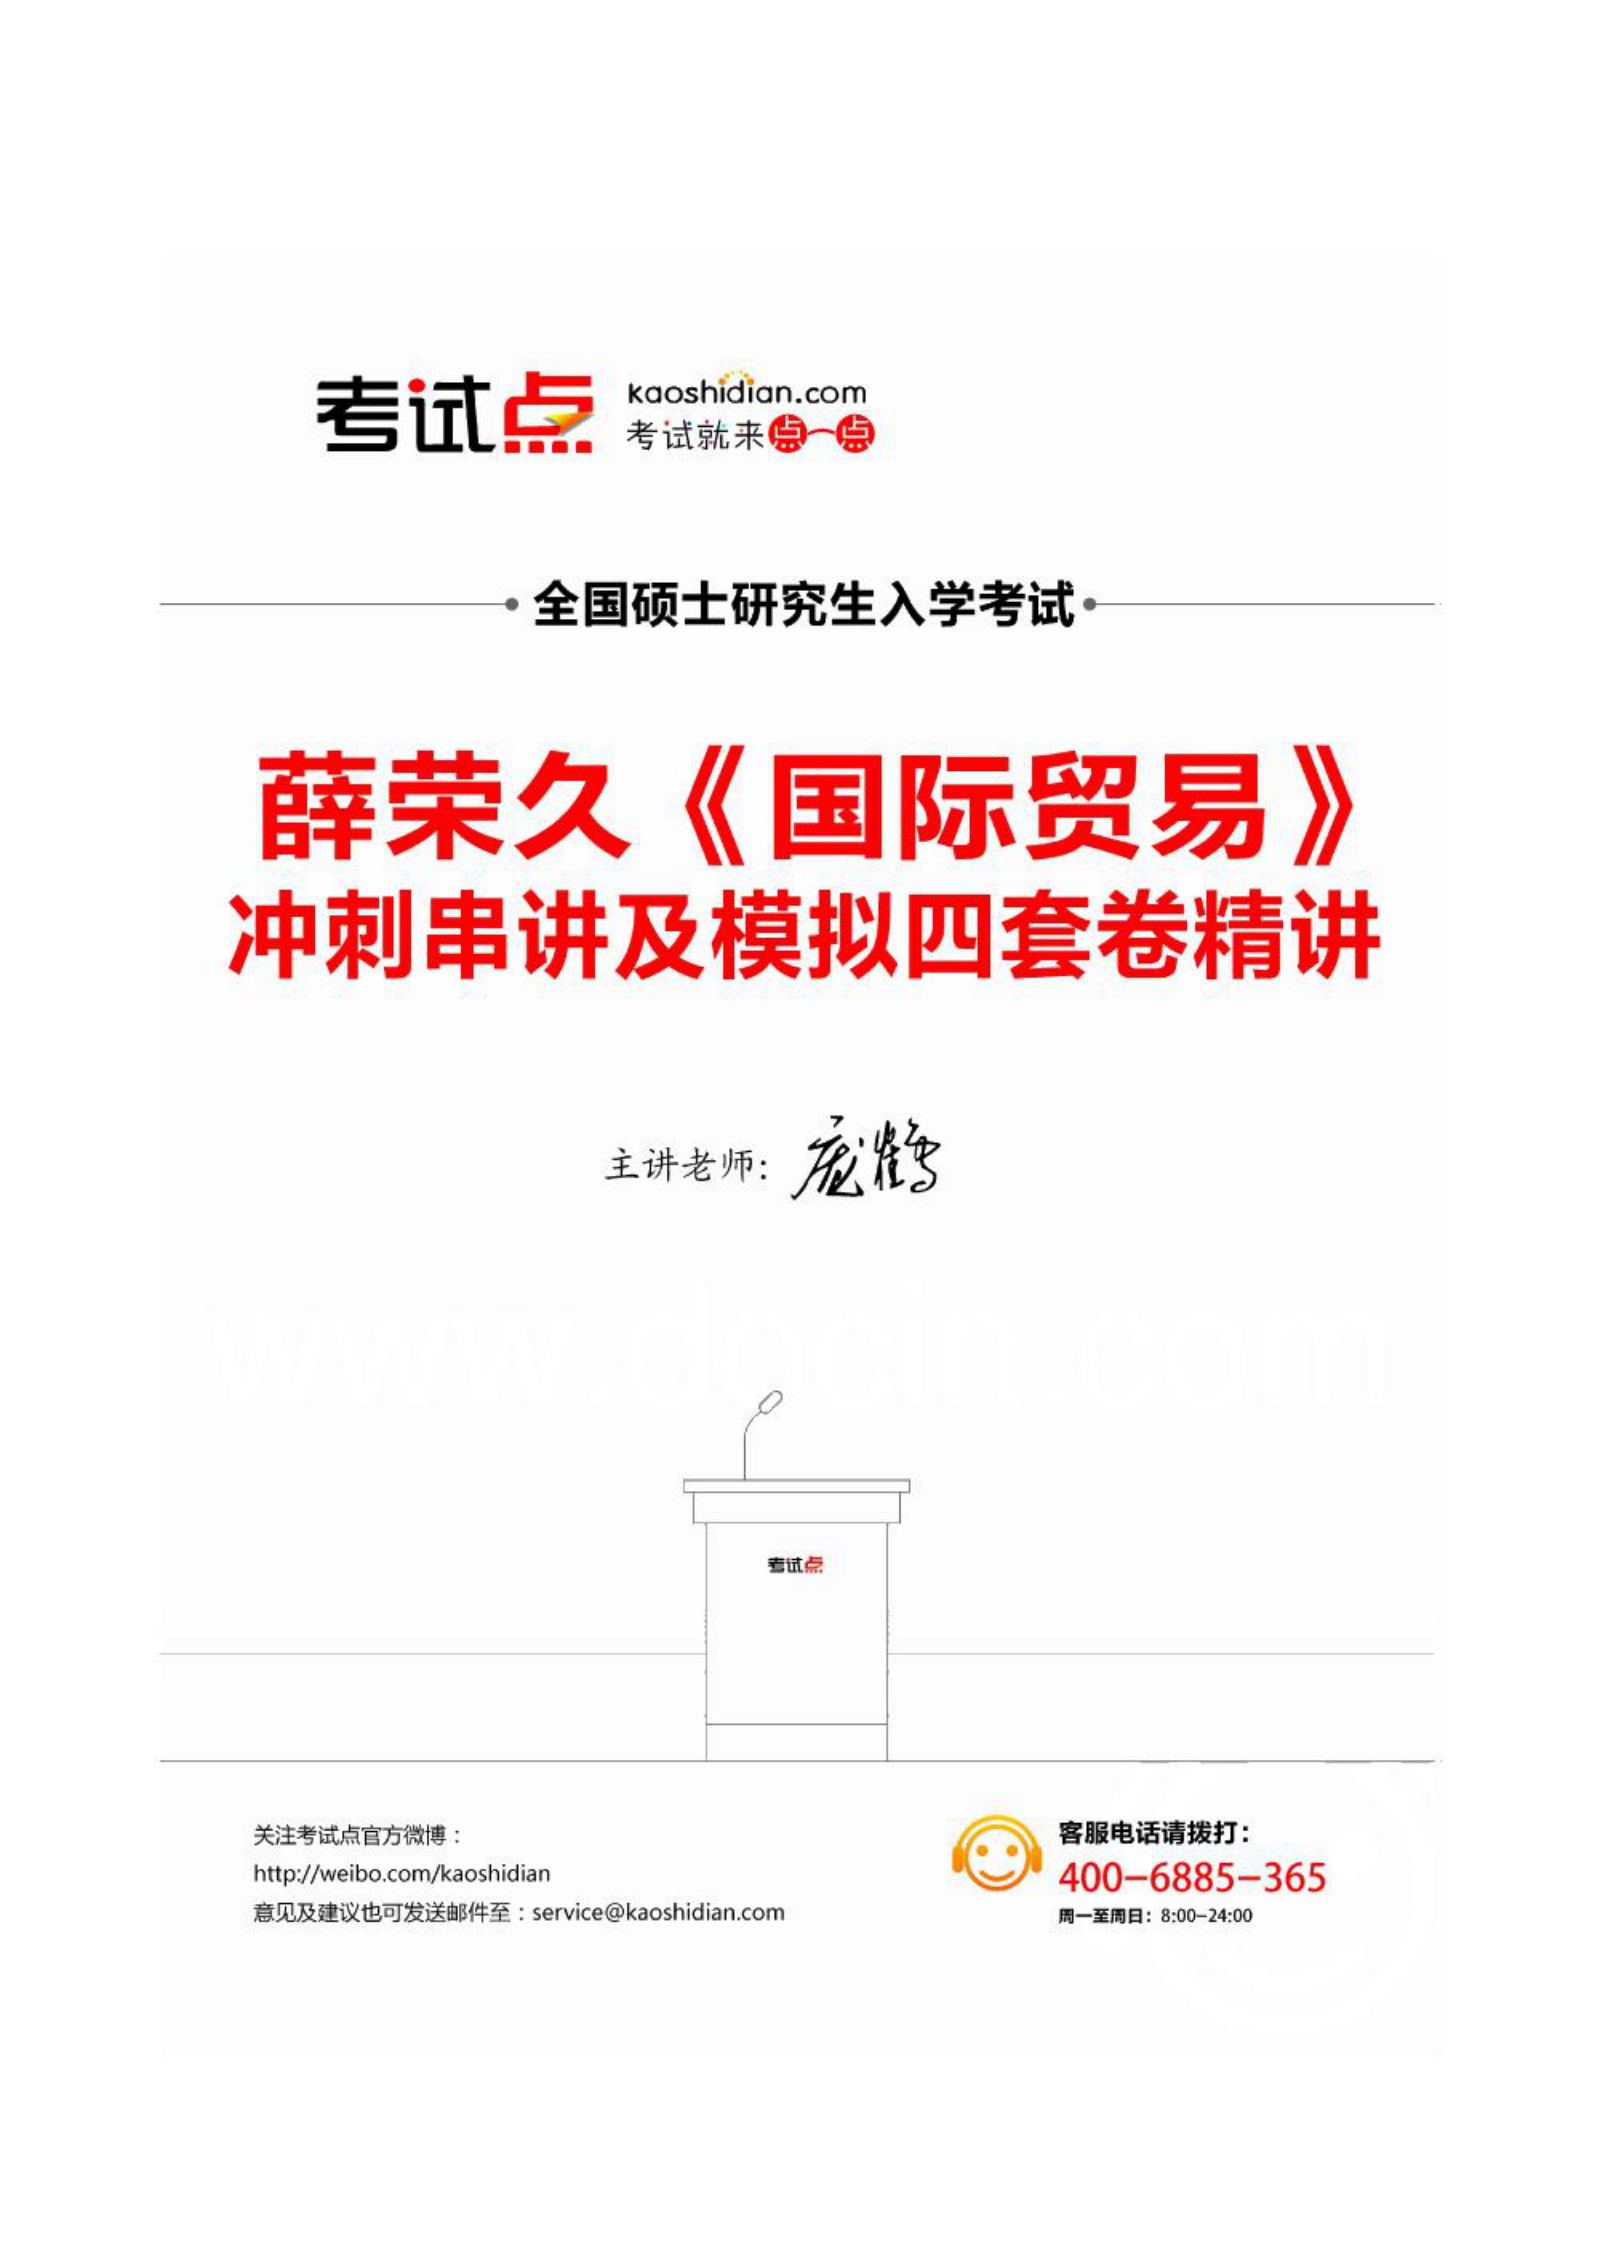 考试点
kaoshidian.com
考试就来点一点
全国硕士研究生入学考试
薛荣久《国际贸易》
冲刺串讲及模拟四套卷精讲
主讲老师：庞鹤
www.docin.com
考试点
关注考试点官方微博：
http://weibo.com/kaoshidian
意见及建议也可发送邮件至：service@kaoshidian.com
客服电话请拨打：
400-6885-365
周一至周日：8:00-24:00